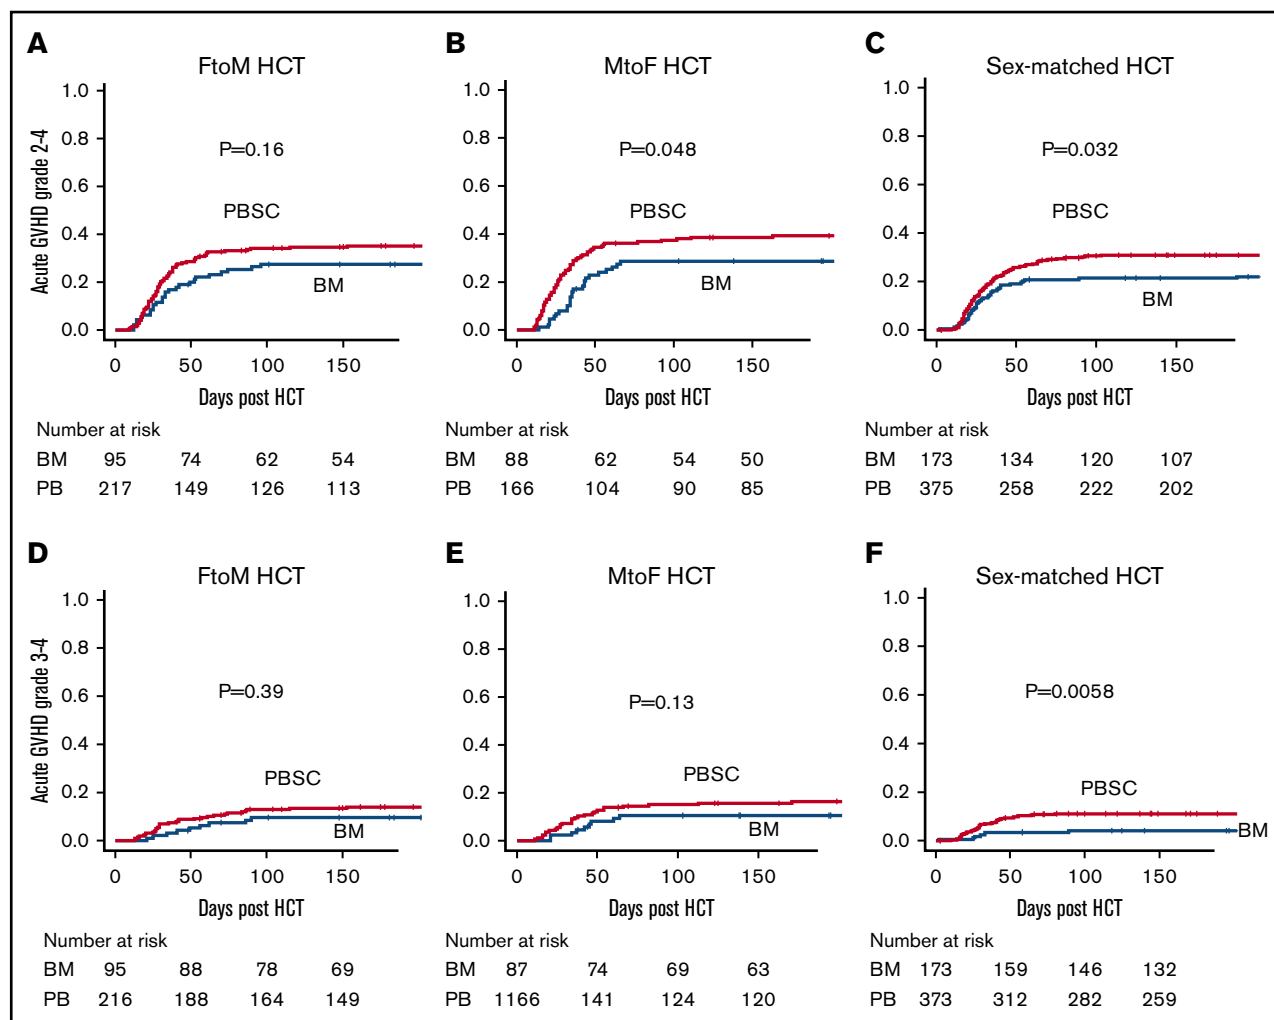 A
FtoM HCT
Acute GVHD grade 2-4
1.0
0.8
0.6
0.4
0.2
0.0
P=0.16
PBSC
BM
0 50 100 150
Days post HCT
Number at risk
BM 95 74 62 54
PB 217 149 126 113
B
MtoF HCT
1.0
0.8
0.6
0.4
0.2
0.0
P=0.048
PBSC
BM
0 50 100 150
Days post HCT
Number at risk
BM 88 62 54 50
PB 166 104 90 85
C
Sex-matched HCT
1.0
0.8
0.6
0.4
0.2
0.0
P=0.032
PBSC
BM
0 50 100 150
Days post HCT
Number at risk
BM 173 134 120 107
PB 375 258 222 202
D
FtoM HCT
Acute GVHD grade 3-4
1.0
0.8
0.6
0.4
0.2
0.0
P=0.39
PBSC
BM
0 50 100 150
Days post HCT
Number at risk
BM 95 88 78 69
PB 216 188 164 149
E
MtoF HCT
1.0
0.8
0.6
0.4
0.2
0.0
P=0.13
PBSC
BM
0 50 100 150
Days post HCT
Number at risk
BM 87 74 69 63
PB 1166 141 124 120
F
Sex-matched HCT
1.0
0.8
0.6
0.4
0.2
0.0
P=0.0058
PBSC
BM
0 50 100 150
Days post HCT
Number at risk
BM 173 159 146 132
PB 373 312 282 259